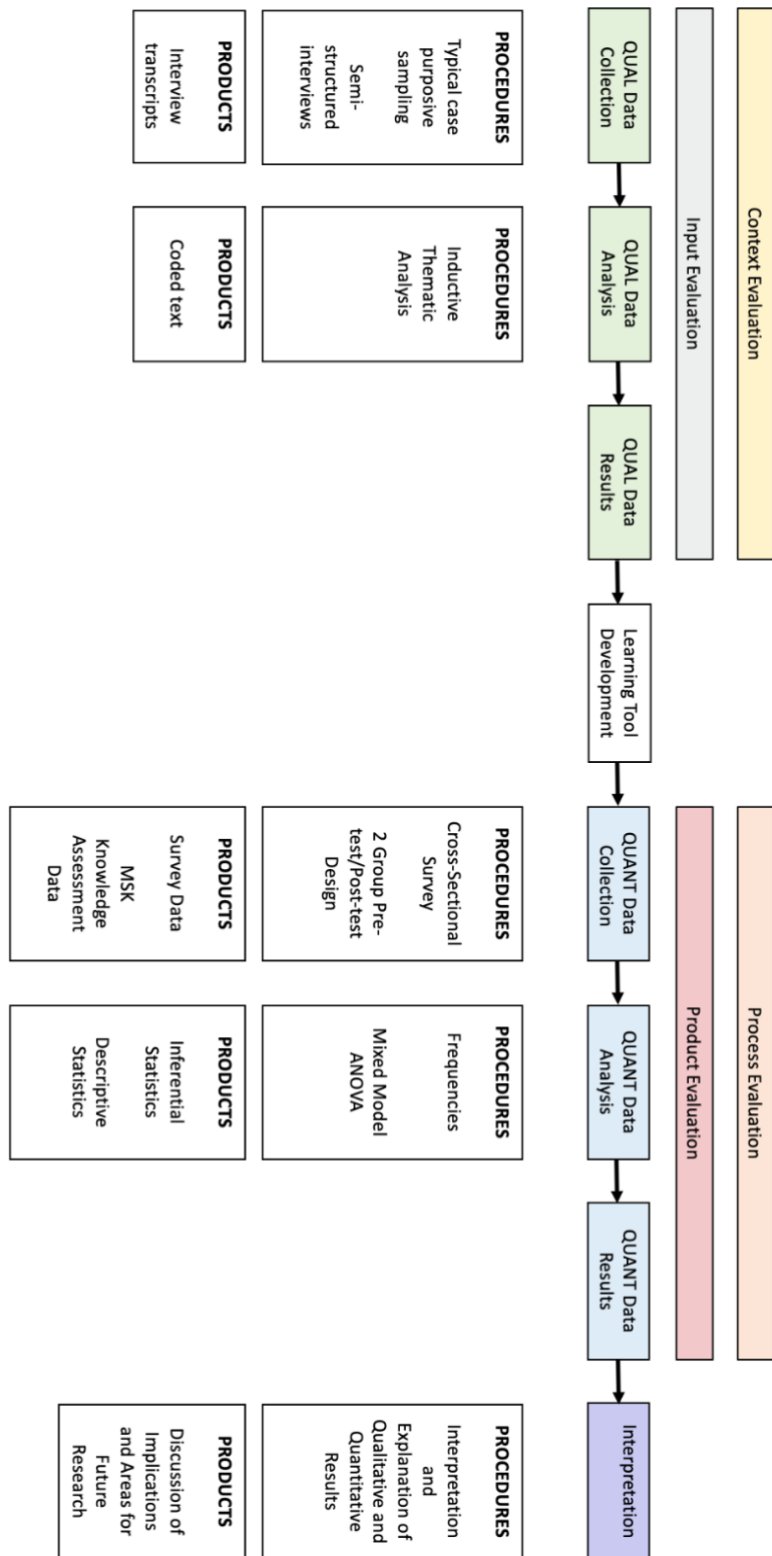 Context Evaluation
Process Evaluation
Input Evaluation
Product Evaluation
QUAL Data
Collection
QUAL Data
Analysis
QUAL Data
Results
Learning Tool
Development
QUANT Data
Collection
QUANT Data
Analysis
QUANT Data
Results
Interpretation
PROCEDURES
Typical case
purposive
sampling
Semi-
structured
interviews
PROCEDURES
Inductive
Thematic
Analysis
PROCEDURES
Cross-Sectional
Survey
2 Group Pre-
test/Post-test
Design
PROCEDURES
Frequencies
Mixed Model
ANOVA
PROCEDURES
Interpretation
and
Explanation of
Qualitative and
Quantitative
Results
PRODUCTS
Interview
transcripts
PRODUCTS
Coded text
PRODUCTS
Survey Data
MSK
Knowledge
Assessment
Data
PRODUCTS
Inferential
Statistics
Descriptive
Statistics
PRODUCTS
Discussion of
Implications
and Areas for
Future
Research